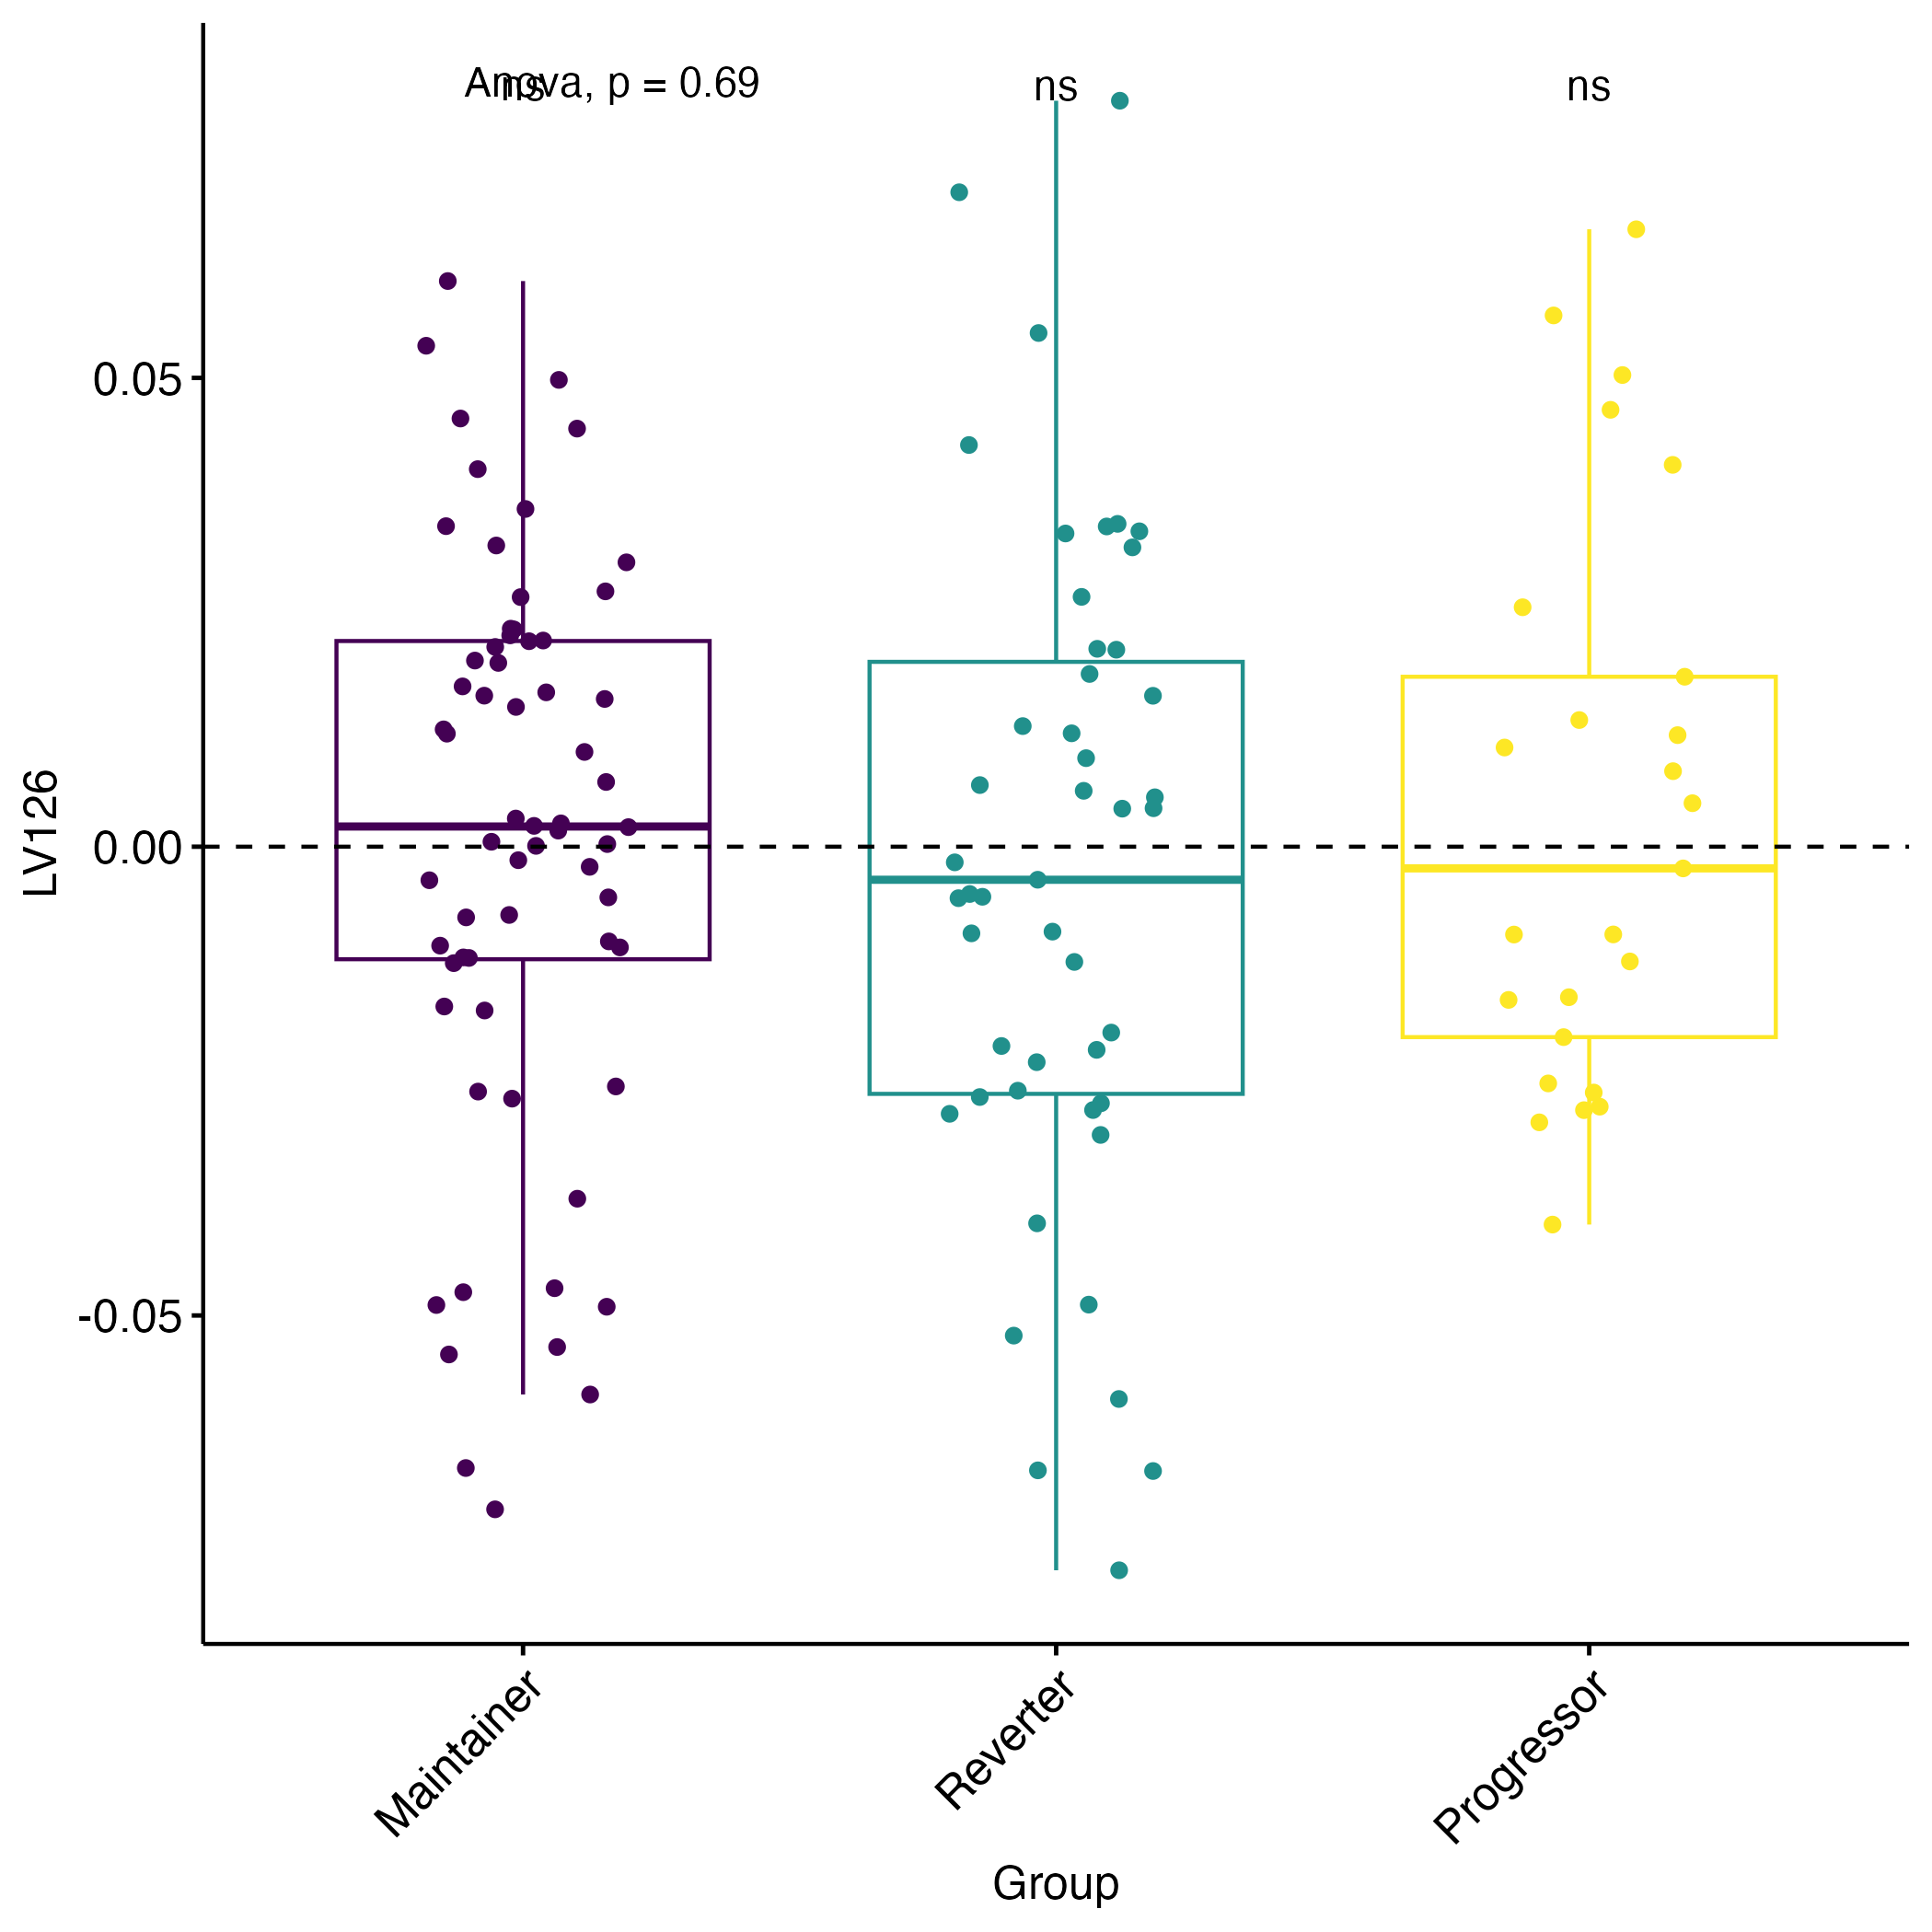 Anova, p = 0.69
ns
ns
ns
0.05
0.00
-0.05
LV126
Maintainer
Reverter
Progressor
Group